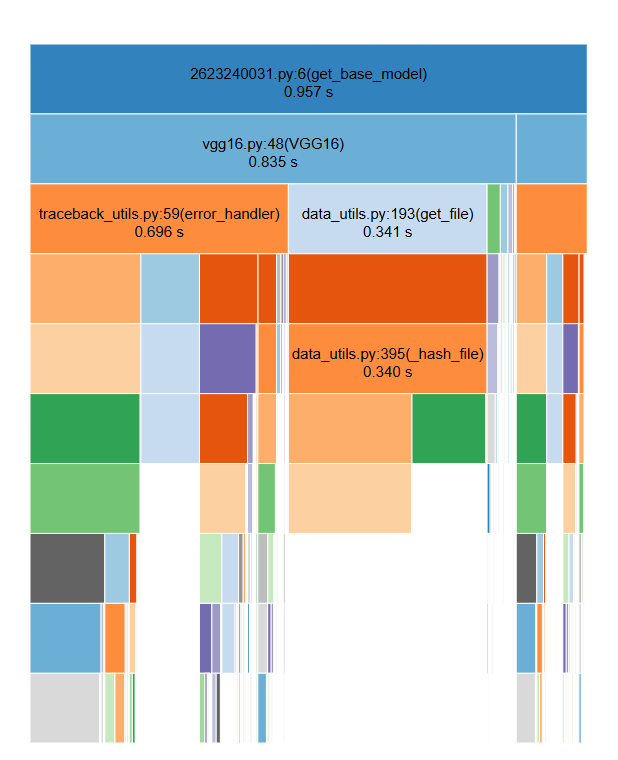 2623240031.py:6(get_base_model)
0.957 s
vgg16.py:48(VGG16)
0.835 s
traceback_utils.py:59(error_handler)
0.696 s
data_utils.py:193(get_file)
0.341 s
data_utils.py:395(_hash_file)
0.340 s